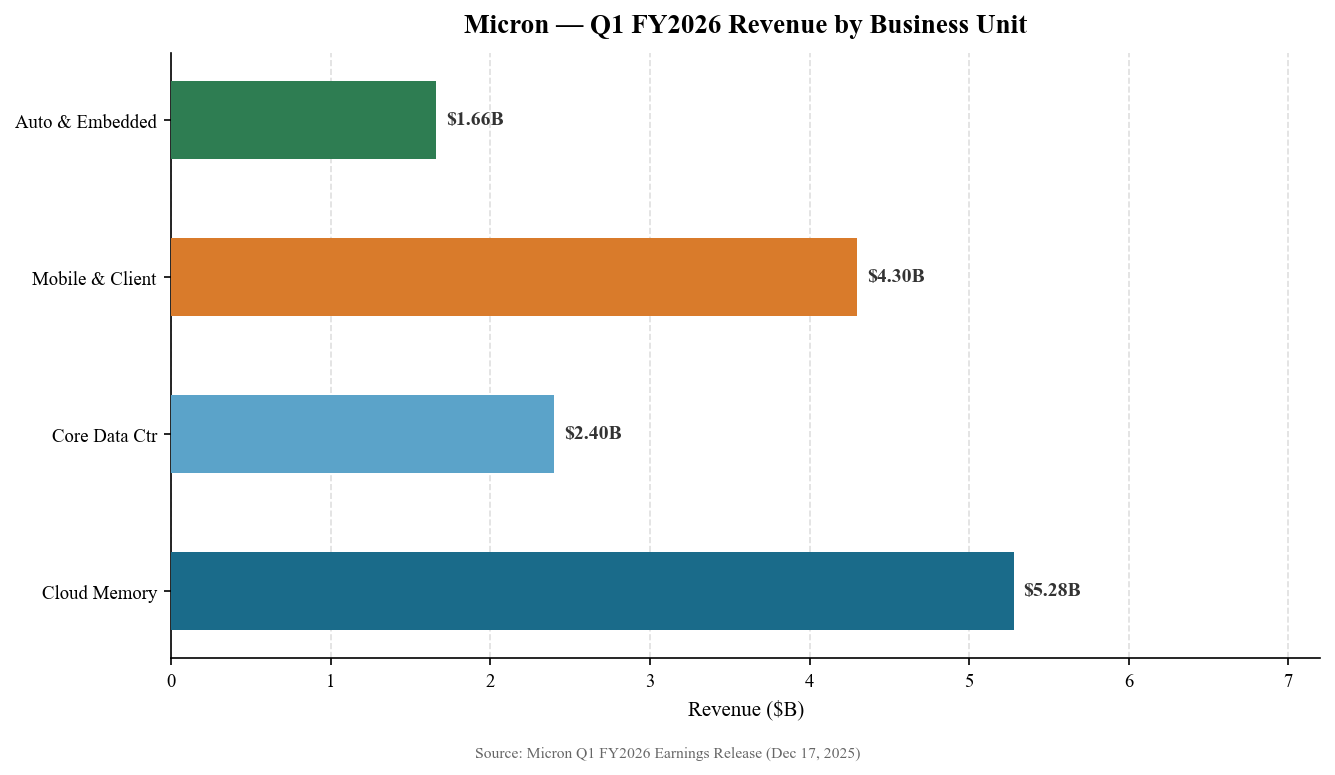 Micron — Q1 FY2026 Revenue by Business Unit
Auto & Embedded
$1.66B
Mobile & Client
$4.30B
Core Data Ctr
$2.40B
Cloud Memory
$5.28B
0 1 2 3 4 5 6 7
Revenue ($B)
Source: Micron Q1 FY2026 Earnings Release (Dec 17, 2025)